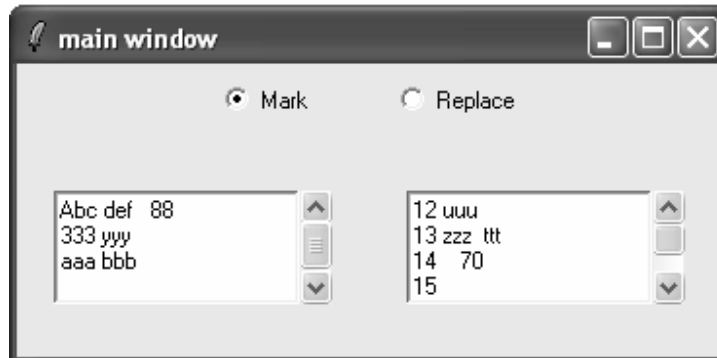 main window
Mark Replace
Abc def   88
333 yyy
aaa bbb
12 uuu
13 zzz  ttt
14    70
15